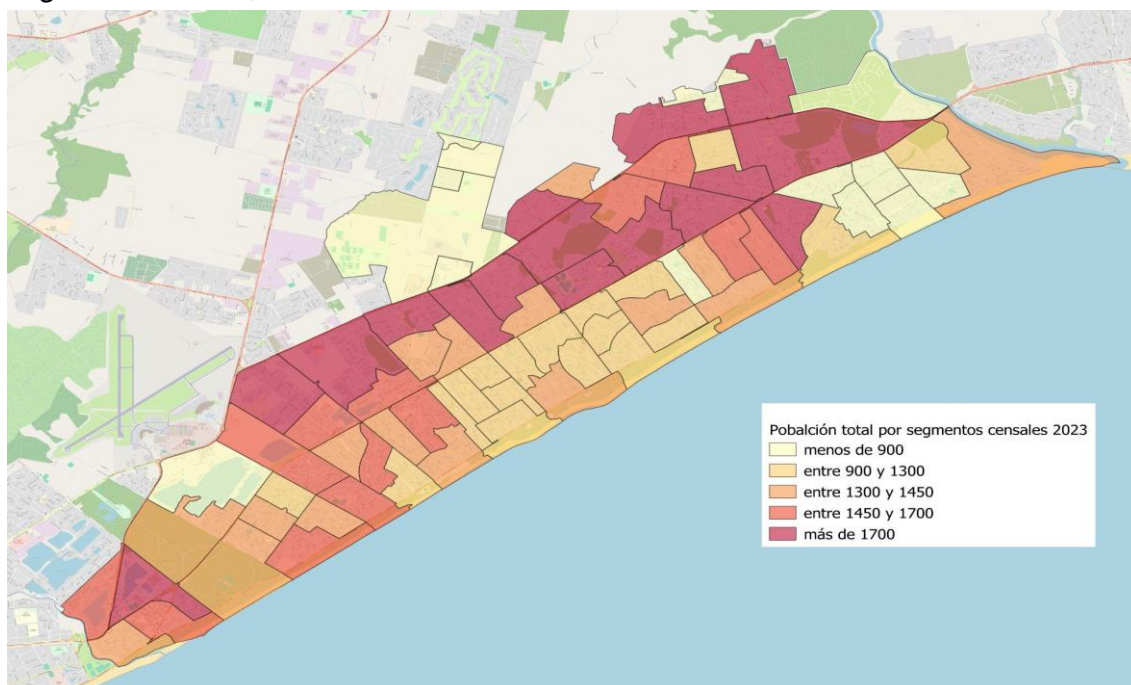 Pobalción total por segmentos censales 2023
menos de 900
entre 900 y 1300
entre 1300 y 1450
entre 1450 y 1700
más de 1700